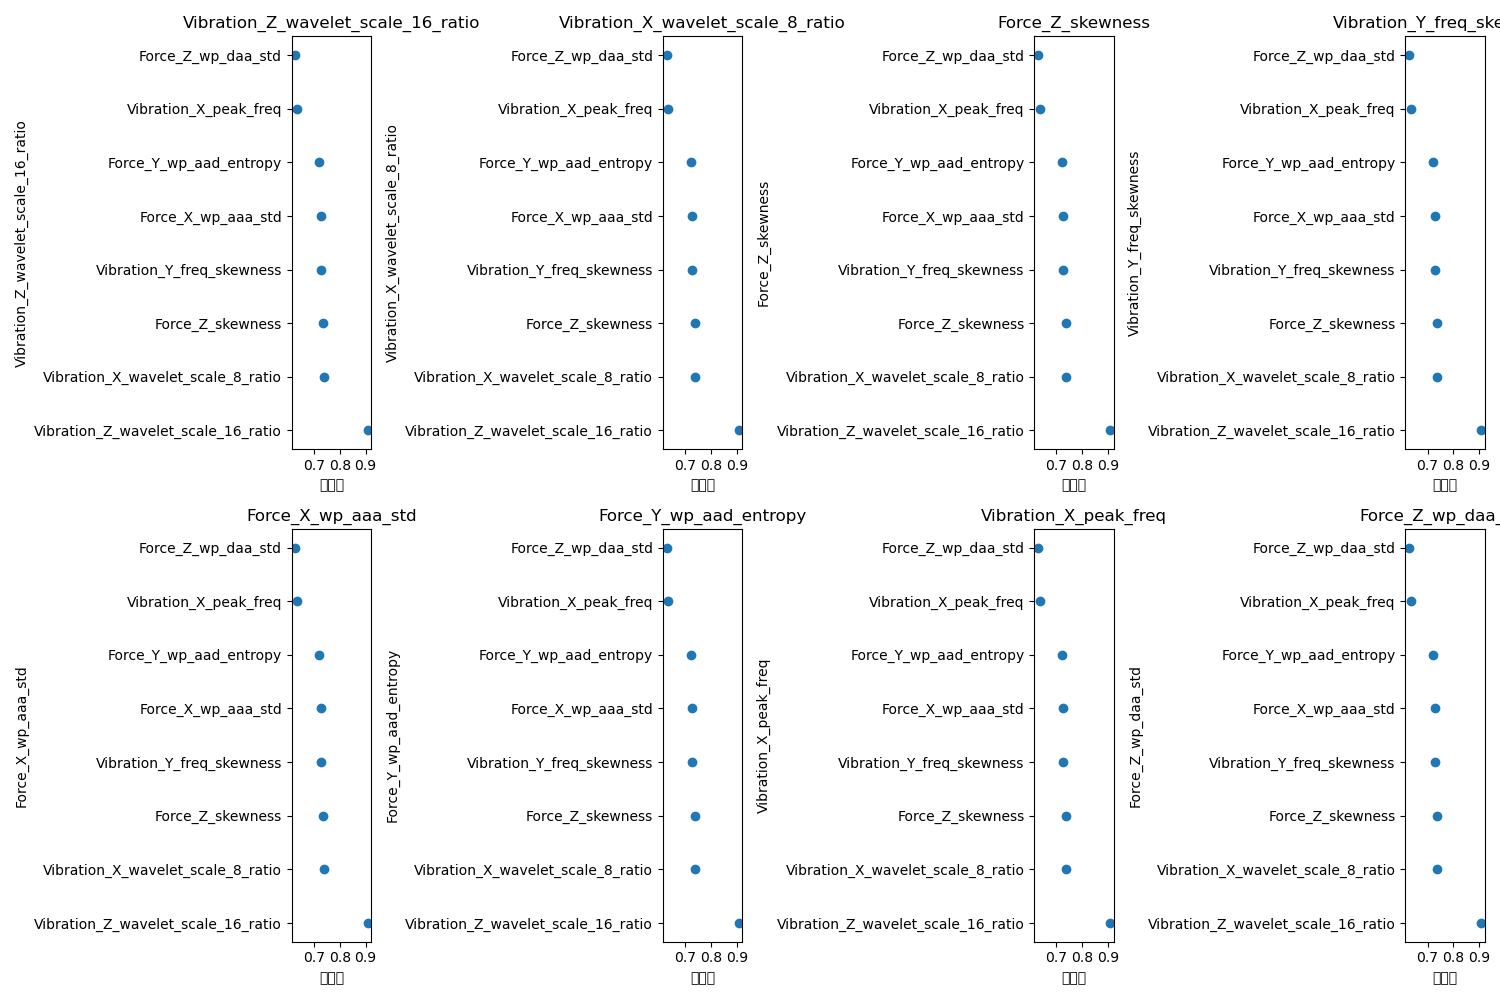 Vibration_Z_wavelet_scale_16_ratio
Force_Z_wp_daa_std
Vibration_X_peak_freq
Force_Y_wp_aad_entropy
Force_X_wp_aaa_std
Vibration_Y_freq_skewness
Force_Z_skewness
Vibration_X_wavelet_scale_8_ratio
Vibration_Z_wavelet_scale_16_ratio
Vibration_Z_wavelet_scale_16_ratio
0.7 0.8 0.9
Vibration_X_wavelet_scale_8_ratio
Force_Z_wp_daa_std
Vibration_X_peak_freq
Force_Y_wp_aad_entropy
Force_X_wp_aaa_std
Vibration_Y_freq_skewness
Force_Z_skewness
Vibration_X_wavelet_scale_8_ratio
Vibration_Z_wavelet_scale_16_ratio
Vibration_X_wavelet_scale_8_ratio
0.7 0.8 0.9
Force_Z_skewness
Force_Z_wp_daa_std
Vibration_X_peak_freq
Force_Y_wp_aad_entropy
Force_X_wp_aaa_std
Vibration_Y_freq_skewness
Force_Z_skewness
Vibration_X_wavelet_scale_8_ratio
Vibration_Z_wavelet_scale_16_ratio
Force_Z_skewness
0.7 0.8 0.9
Vibration_Y_freq_ske
Force_Z_wp_daa_std
Vibration_X_peak_freq
Force_Y_wp_aad_entropy
Force_X_wp_aaa_std
Vibration_Y_freq_skewness
Force_Z_skewness
Vibration_X_wavelet_scale_8_ratio
Vibration_Z_wavelet_scale_16_ratio
Vibration_Y_freq_skewness
0.7 0.8 0.9
Force_X_wp_aaa_std
Force_Z_wp_daa_std
Vibration_X_peak_freq
Force_Y_wp_aad_entropy
Force_X_wp_aaa_std
Vibration_Y_freq_skewness
Force_Z_skewness
Vibration_X_wavelet_scale_8_ratio
Vibration_Z_wavelet_scale_16_ratio
Force_X_wp_aaa_std
0.7 0.8 0.9
Force_Y_wp_aad_entropy
Force_Z_wp_daa_std
Vibration_X_peak_freq
Force_Y_wp_aad_entropy
Force_X_wp_aaa_std
Vibration_Y_freq_skewness
Force_Z_skewness
Vibration_X_wavelet_scale_8_ratio
Vibration_Z_wavelet_scale_16_ratio
Force_Y_wp_aad_entropy
0.7 0.8 0.9
Vibration_X_peak_freq
Force_Z_wp_daa_std
Vibration_X_peak_freq
Force_Y_wp_aad_entropy
Force_X_wp_aaa_std
Vibration_Y_freq_skewness
Force_Z_skewness
Vibration_X_wavelet_scale_8_ratio
Vibration_Z_wavelet_scale_16_ratio
Vibration_X_peak_freq
0.7 0.8 0.9
Force_Z_wp_daa_
Force_Z_wp_daa_std
Vibration_X_peak_freq
Force_Y_wp_aad_entropy
Force_X_wp_aaa_std
Vibration_Y_freq_skewness
Force_Z_skewness
Vibration_X_wavelet_scale_8_ratio
Vibration_Z_wavelet_scale_16_ratio
Force_Z_wp_daa_std
0.7 0.8 0.9